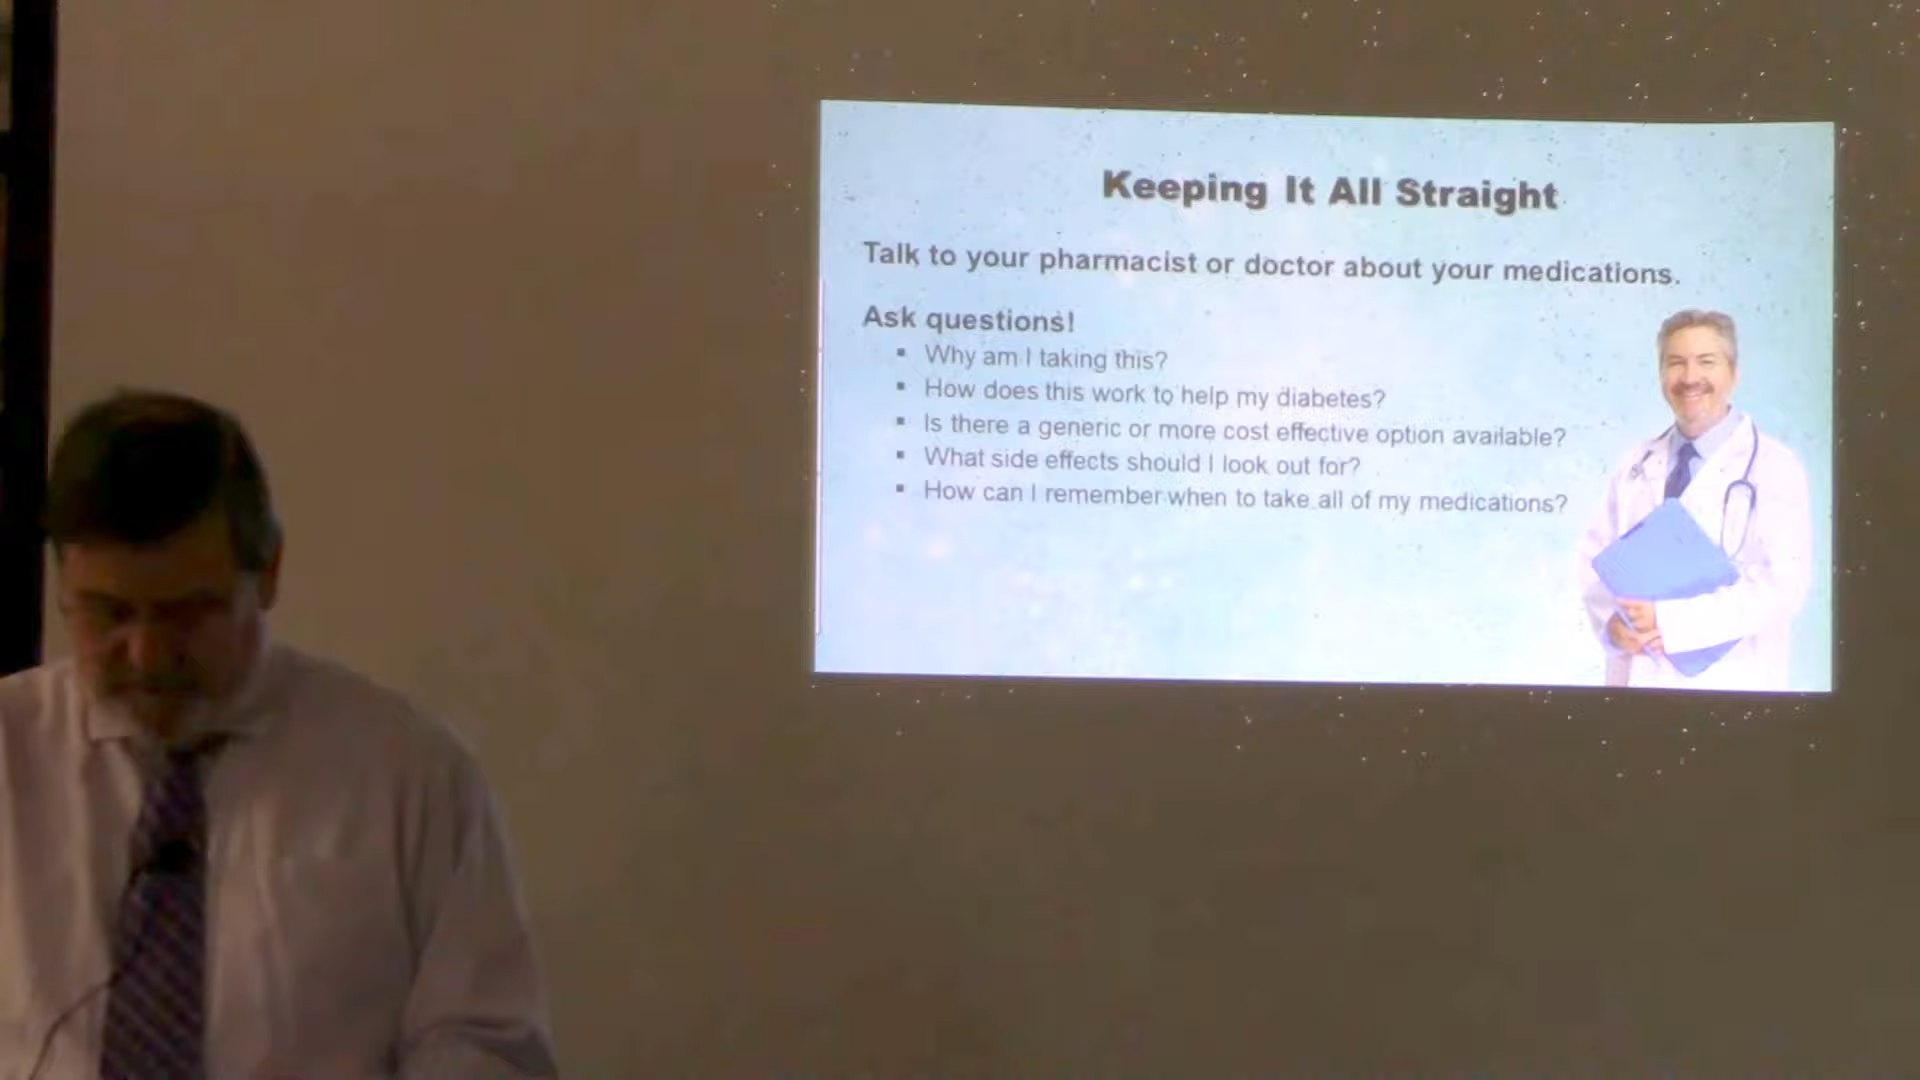 Keeping It All Straight
Talk to your pharmacist or doctor about your medications.
Ask questions!
▪ Why am I taking this?
▪ How does this work to help my diabetes?
▪ Is there a generic or more cost effective option available?
▪ What side effects should I look out for?
▪ How can I remember when to take all of my medications?